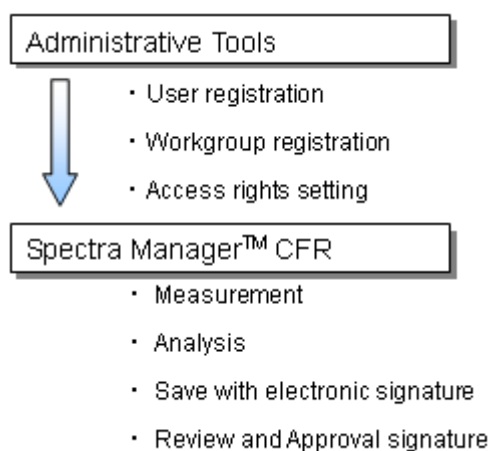 Administrative Tools
・User registration
・Workgroup registration
・Access rights setting
Spectra Manager™ CFR
・Measurement
・Analysis
・Save with electronic signature
・Review and Approval signature